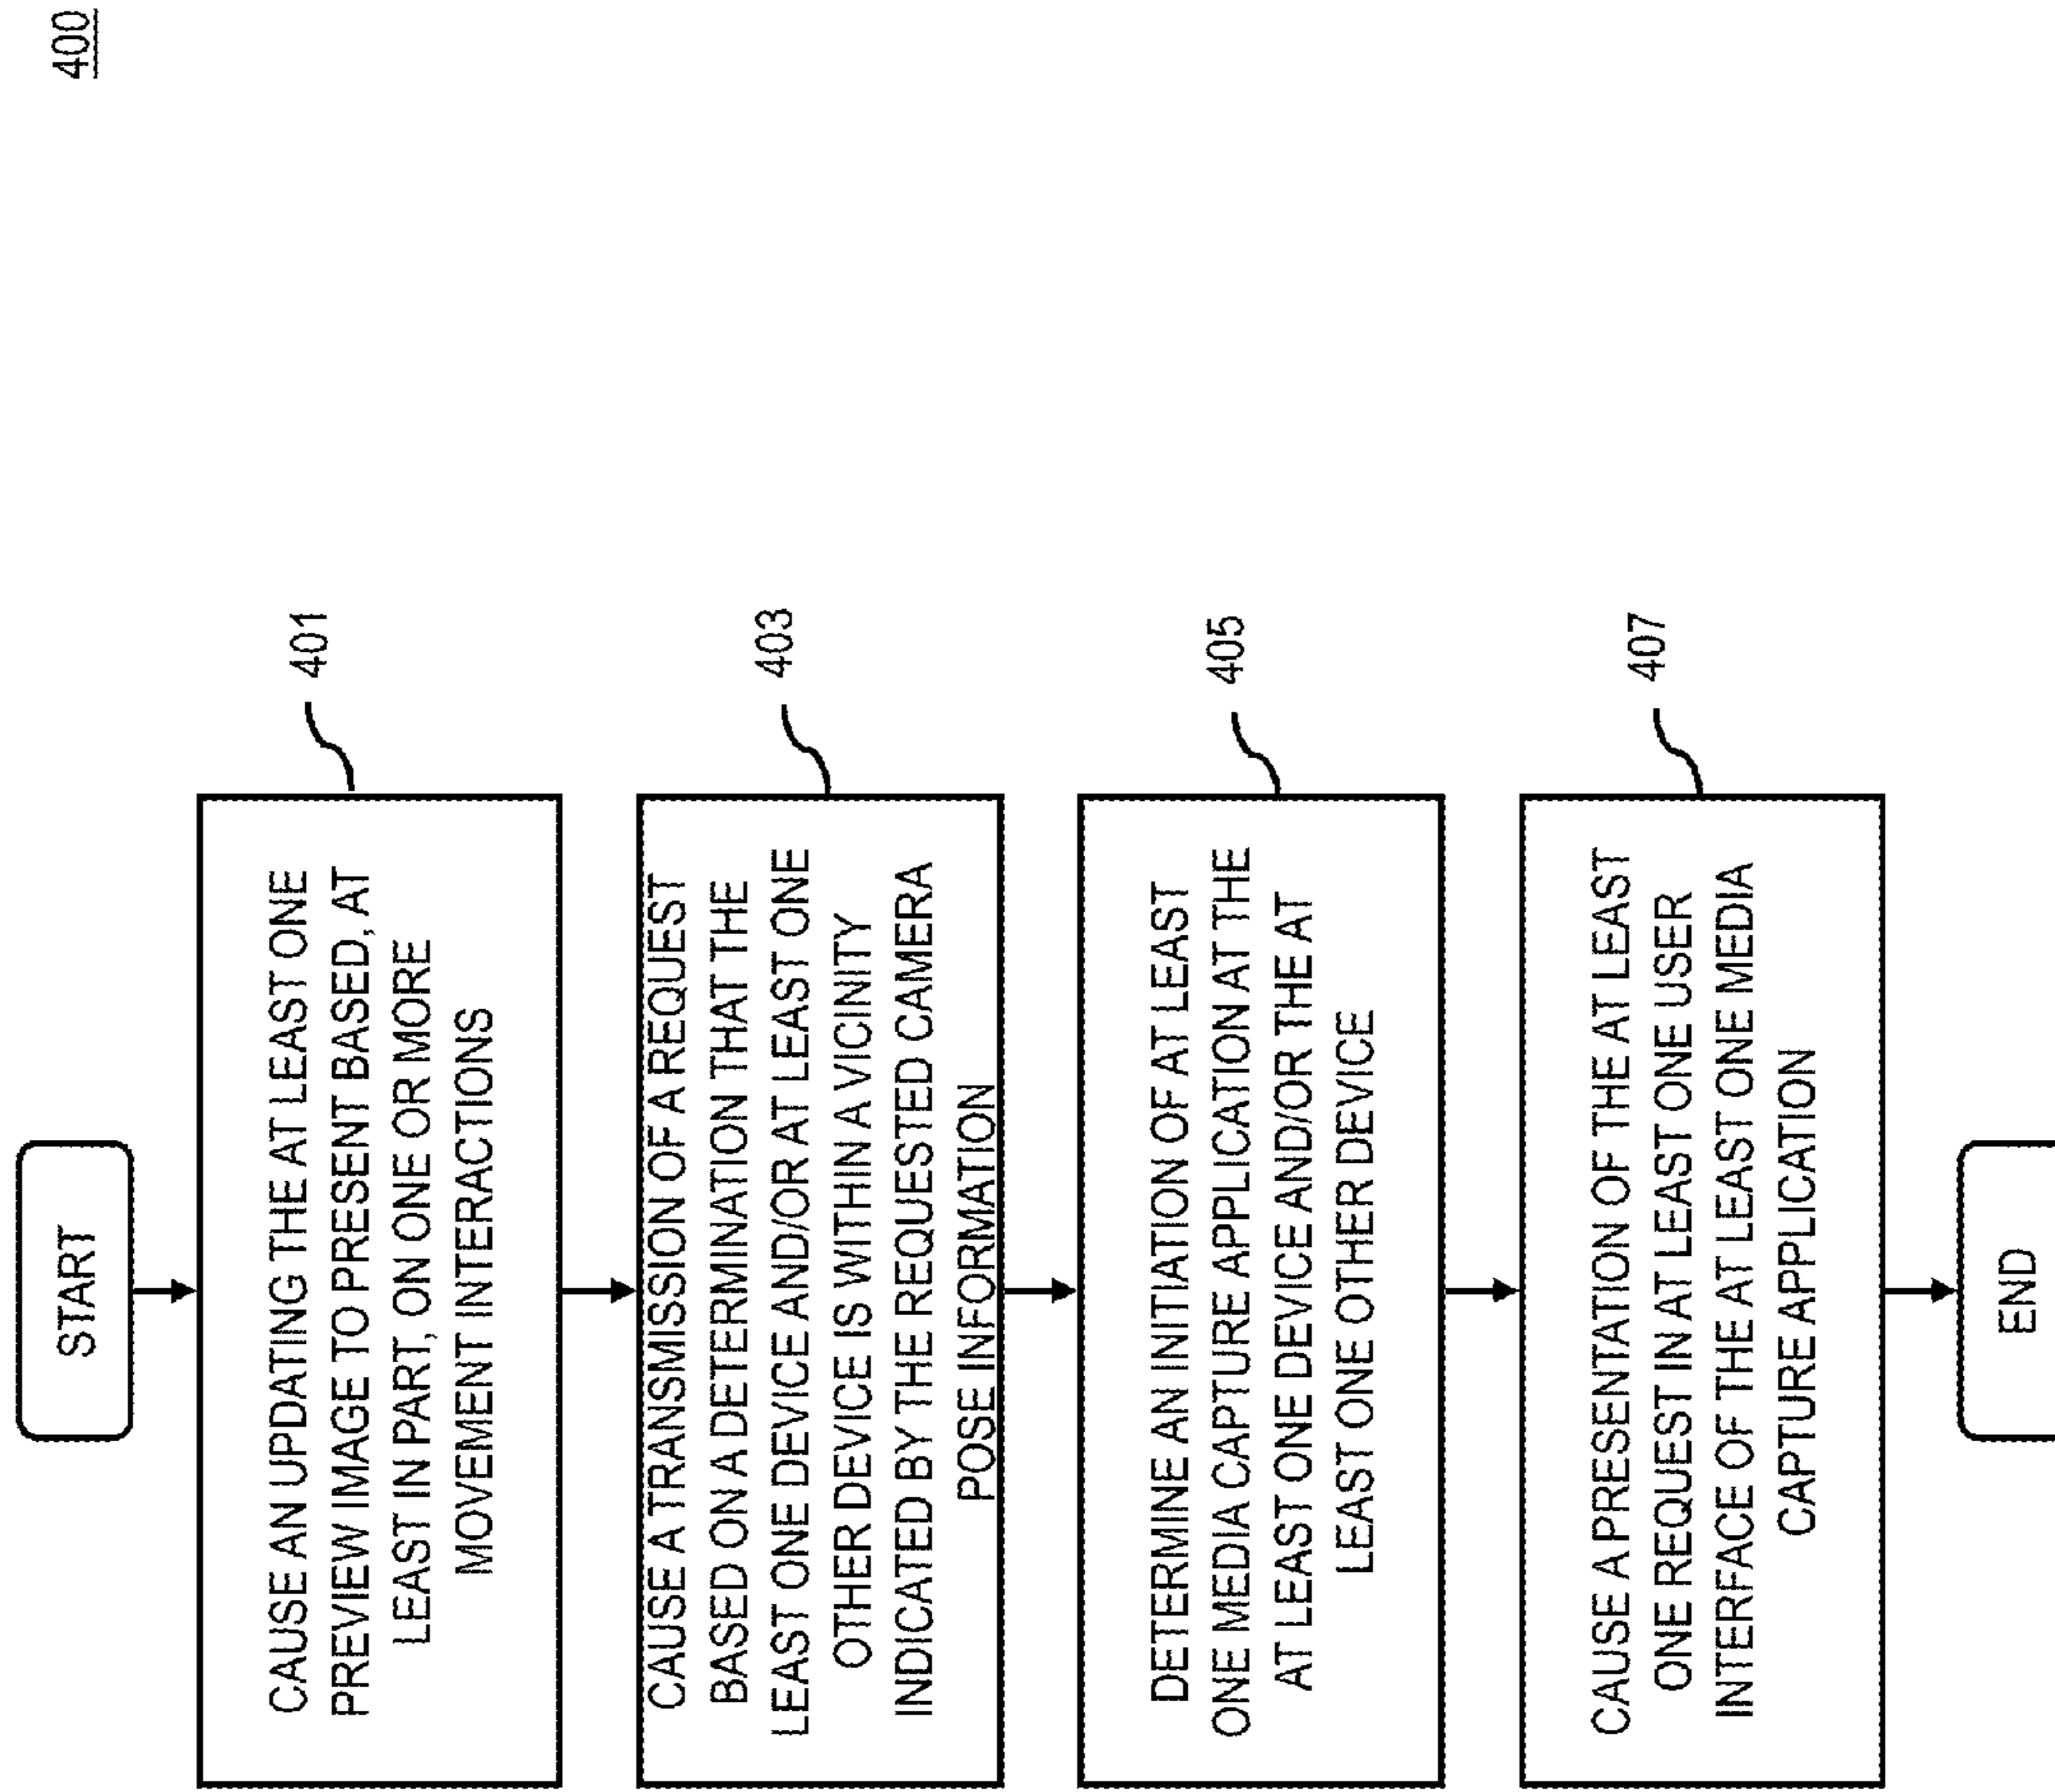 400
START
CAUSE AN UPDATING THE AT LEAST ONE
PREVIEW IMAGE TO PRESENT BASED, AT
LEAST IN PART, ON ONE OR MORE
MOVEMENT INTERACTIONS
401
CAUSE A TRANSMISSION OF A REQUEST
BASED ON A DETERMINATION THAT THE
LEAST ONE DEVICE AND/OR AT LEAST ONE
OTHER DEVICE IS WITHIN A VICINITY
INDICATED BY THE REQUESTED CAMERA
POSE INFORMATION
403
DETERMINE AN INITIATION OF AT LEAST
ONE MEDIA CAPTURE APPLICATION AT THE
AT LEAST ONE DEVICE AND/OR THE AT
LEAST ONE OTHER DEVICE
405
CAUSE A PRESENTATION OF THE AT LEAST
ONE REQUEST IN AT LEAST ONE USER
INTERFACE OF THE AT LEAST ONE MEDIA
CAPTURE APPLICATION
407
END